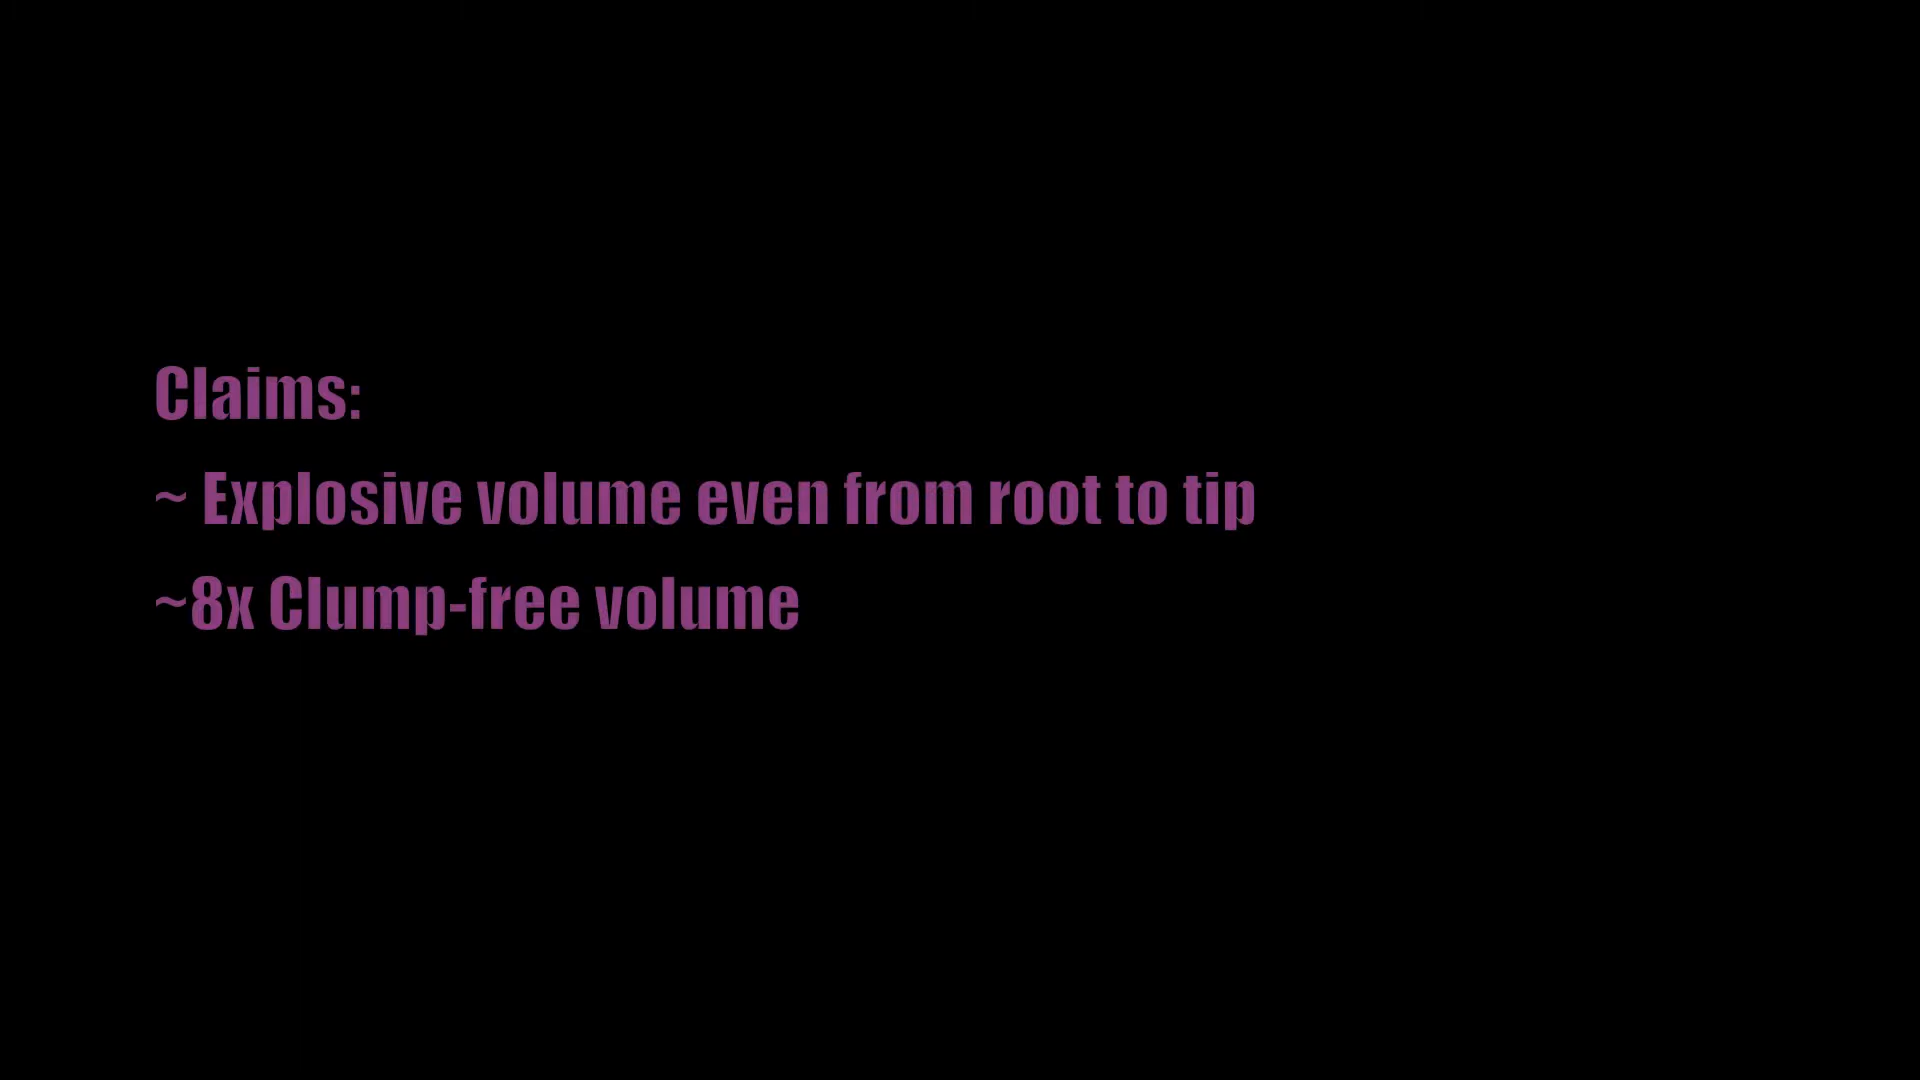 Claims:
~ Explosive volume even from root to tip
~8x Clump-free volume